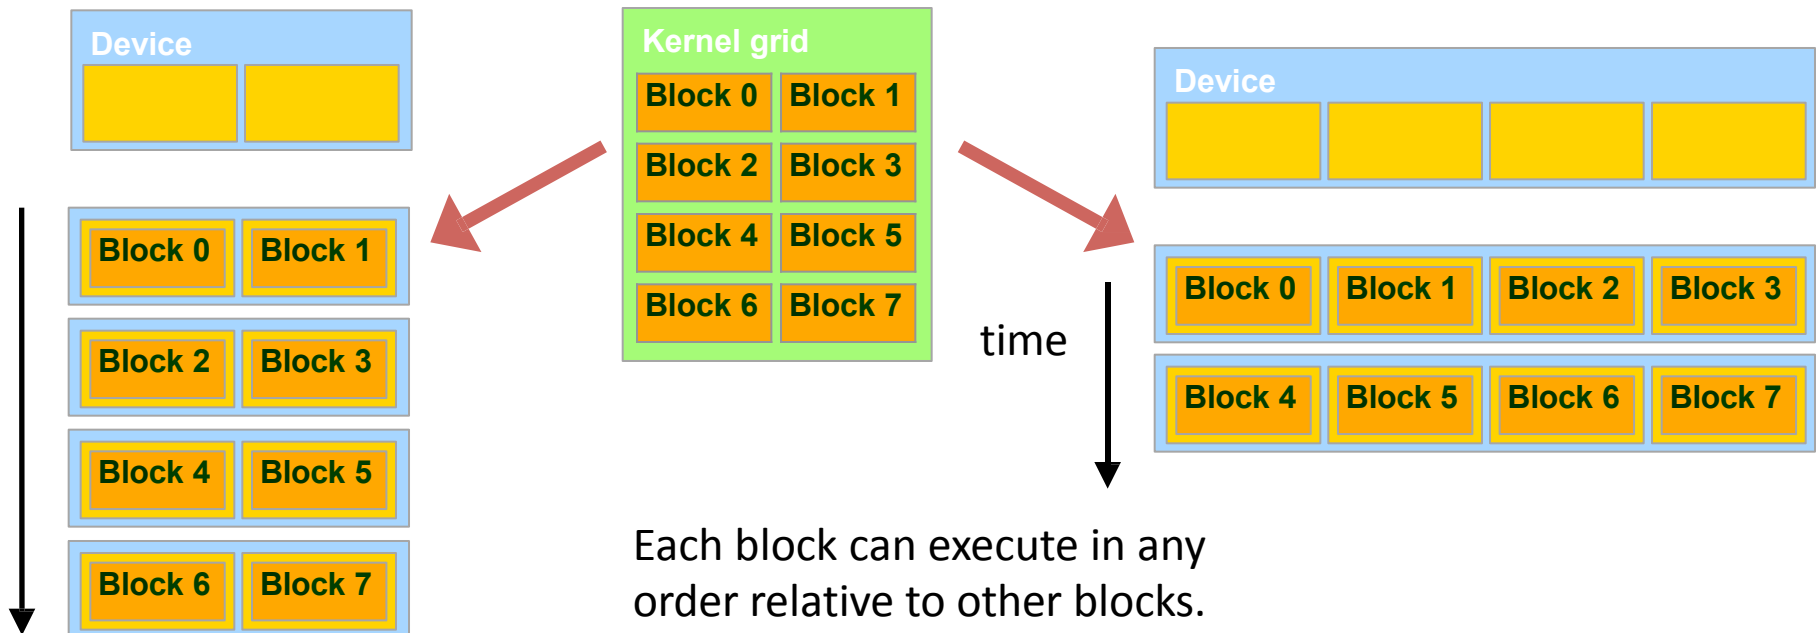 Device
Block 0 Block 1
Block 2 Block 3
Block 4 Block 5
Block 6 Block 7
Kernel grid
Block 0 Block 1
Block 2 Block 3
Block 4 Block 5
Block 6 Block 7
Device
time
Block 0 Block 1 Block 2 Block 3
Block 4 Block 5 Block 6 Block 7
Each block can execute in any
order relative to other blocks.